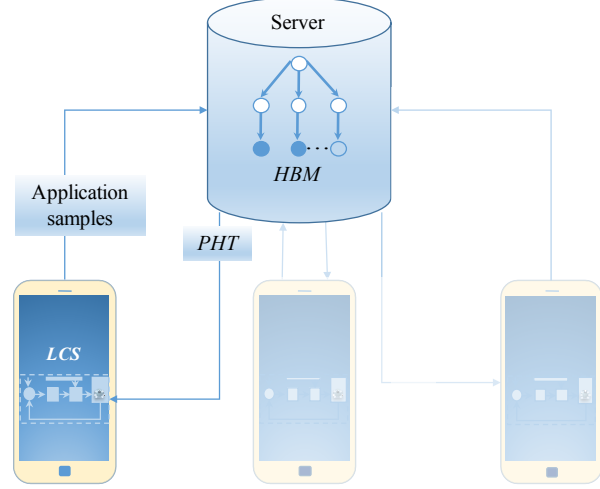 Server
HBM
Application
samples
PHT
LCS